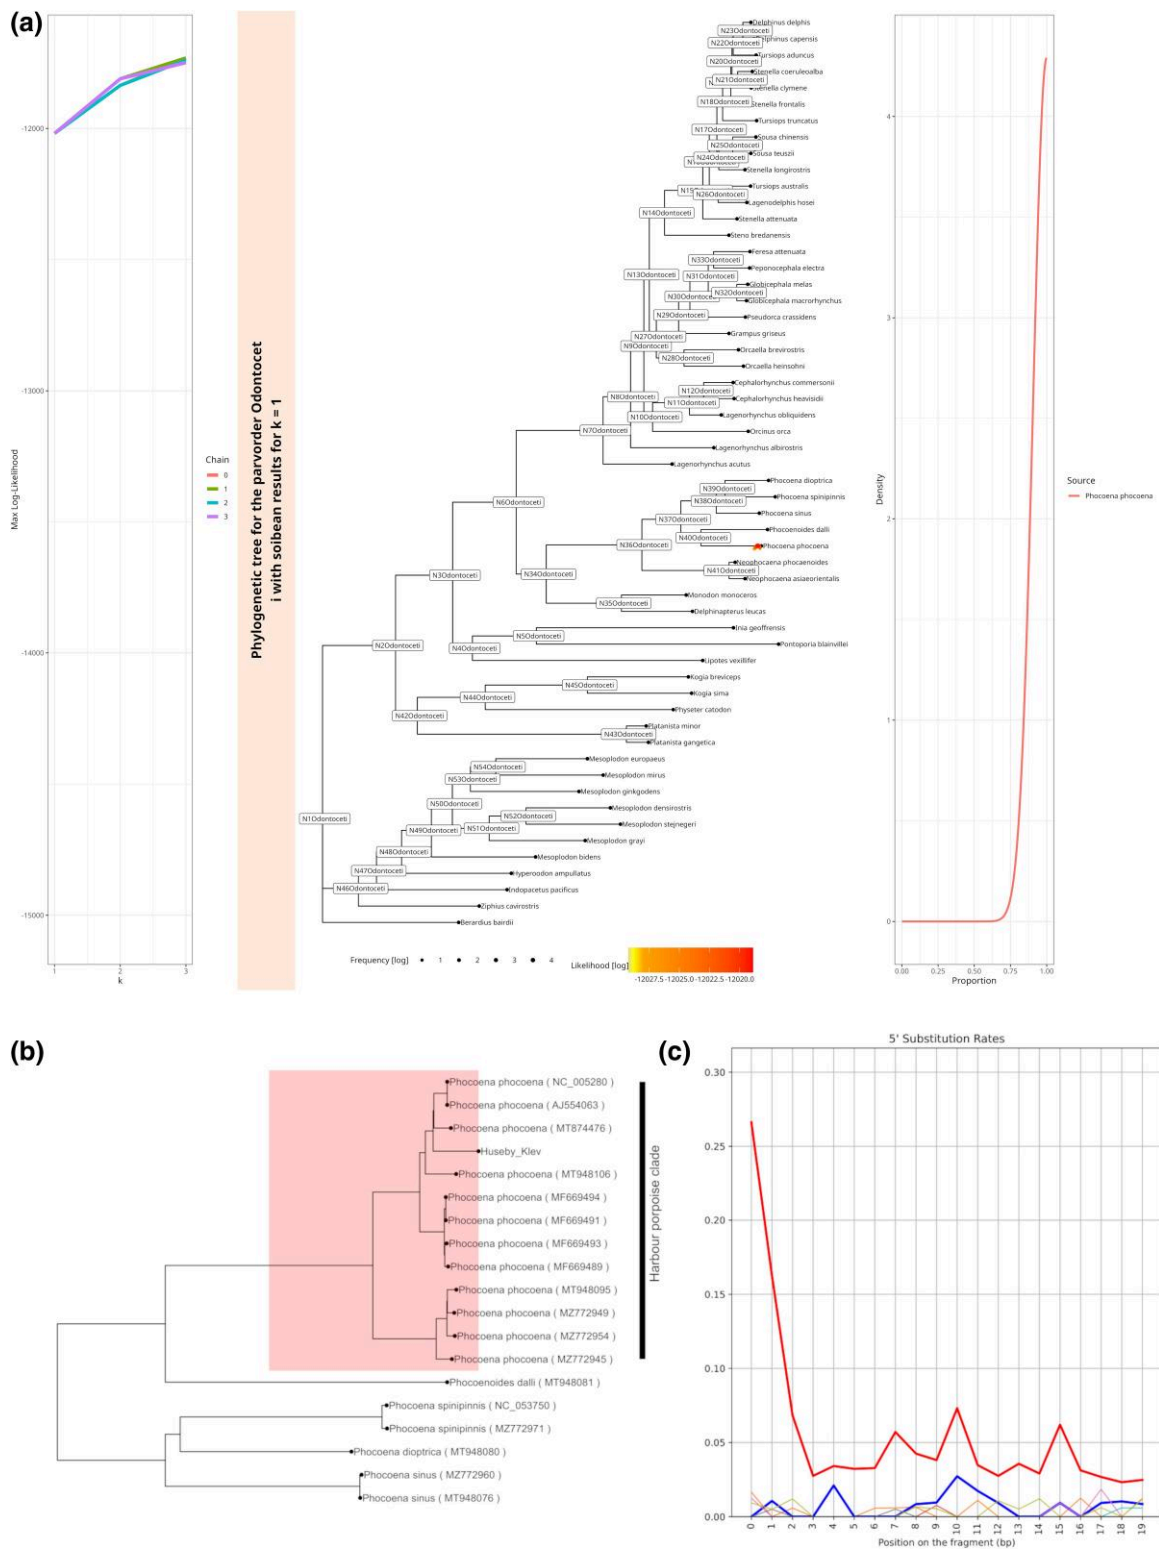 (a)
-12000
-13000
-14000
-15000
Max Log-Likelihood
1
2
3
k
Chain
0
1
2
3
Phylogenetic tree for the parvorder Odontocet
i with soibean results for k = 1
Delphinus delphis
N23Odontoceti
Delphinus capensis
N22Odontoceti
Tursiops aduncus
N20Odontoceti
Stenella coeruleoalba
N21Odontoceti
Stenella clymene
N18Odontoceti
Stenella frontalis
Tursiops truncatus
N17Odontoceti
Sousa chinensis
N25Odontoceti
Sousa teuszii
N24Odontoceti
Stenella longirostris
Tursiops australis
N26Odontoceti
Lagenodelphis hosei
N14Odontoceti
Stenella attenuata
Steno bredanensis
Feresa attenuata
N33Odontoceti
Peponocephala electra
N13Odontoceti
N31Odontoceti
Globicephala melas
N32Odontoceti
N30Odontoceti
Globicephala macrorhynchus
N29Odontoceti
Pseudorca crassidens
Grampus griseus
N27Odontoceti
N9Odontoceti
Orcaella brevirostris
N28Odontoceti
Orcaella heinsohni
Cephalorhynchus commersonii
N12Odontoceti
N8Odontoceti
Cephalorhynchus heavisidii
N11Odontoceti
Lagenorhynchus obliquidens
N10Odontoceti
N7Odontoceti
Orcinus orca
Lagenorhynchus albirostris
Lagenorhynchus acutus
Phocoena dioptrica
N39Odontoceti
Phocoena spinipinnis
N38Odontoceti
N6Odontoceti
Phocoena sinus
N37Odontoceti
Phocoenoides dalli
N40Odontoceti
N36Odontoceti
Phocoena phocoena
Neophocaena phocaenoides
N41Odontoceti
N3Odontoceti
N34Odontoceti
Neophocaena asiaeorientalis
Monodon monoceros
N35Odontoceti
Delphinapterus leucas
Inia geoffrensis
N5Odontoceti
N2Odontoceti
N4Odontoceti
Pontoporia blainvillei
Lipotes vexillifer
Kogia breviceps
N45Odontoceti
Kogia sima
N44Odontoceti
Physeter catodon
N42Odontoceti
Platanista minor
N43Odontoceti
Platanista gangetica
Mesoplodon europaeus
N54Odontoceti
Mesoplodon mirus
N53Odontoceti
Mesoplodon ginkgodens
N50Odontoceti
Mesoplodon densirostris
N52Odontoceti
N1Odontoceti
Mesoplodon stejnegeri
N49Odontoceti
N51Odontoceti
Mesoplodon grayi
N48Odontoceti
Mesoplodon bidens
N47Odontoceti
Hyperoodon ampullatus
N46Odontoceti
Indopacetus pacificus
Ziphius cavirostris
Berardius bairdii
Frequency [log]
1
2
3
4
Likelihood [log]
-12027.5 -12025.0 -12022.5 -12020.0
4
3
2
1
0
Density
0.00
0.25
0.50
0.75
1.00
Proportion
Source
Phocoena phocoena
(b)
Phocoena phocoena ( NC_005280 )
Phocoena phocoena ( AJ554063 )
Phocoena phocoena ( MT874476 )
Huseby_Klev
Phocoena phocoena ( MT948106 )
Phocoena phocoena ( MF669494 )
Phocoena phocoena ( MF669491 )
Phocoena phocoena ( MF669493 )
Phocoena phocoena ( MF669489 )
Phocoena phocoena ( MT948095 )
Phocoena phocoena ( MZ772949 )
Phocoena phocoena ( MZ772954 )
Phocoena phocoena ( MZ772945 )
Phocoenoides dalli ( MT948081 )
Phocoena spinipinnis ( NC_053750 )
Phocoena spinipinnis ( MZ772971 )
Phocoena dioptrica ( MT948080 )
Phocoena sinus ( MZ772960 )
Phocoena sinus ( MT948076 )
Harbour porpoise clade
(c)
5' Substitution Rates
0.30
0.25
0.20
0.15
0.10
0.05
0.00
0 1 2 3 4 5 6 7 8 9 10 11 12 13 14 15 16 17 18 19
Position on the fragment (bp)